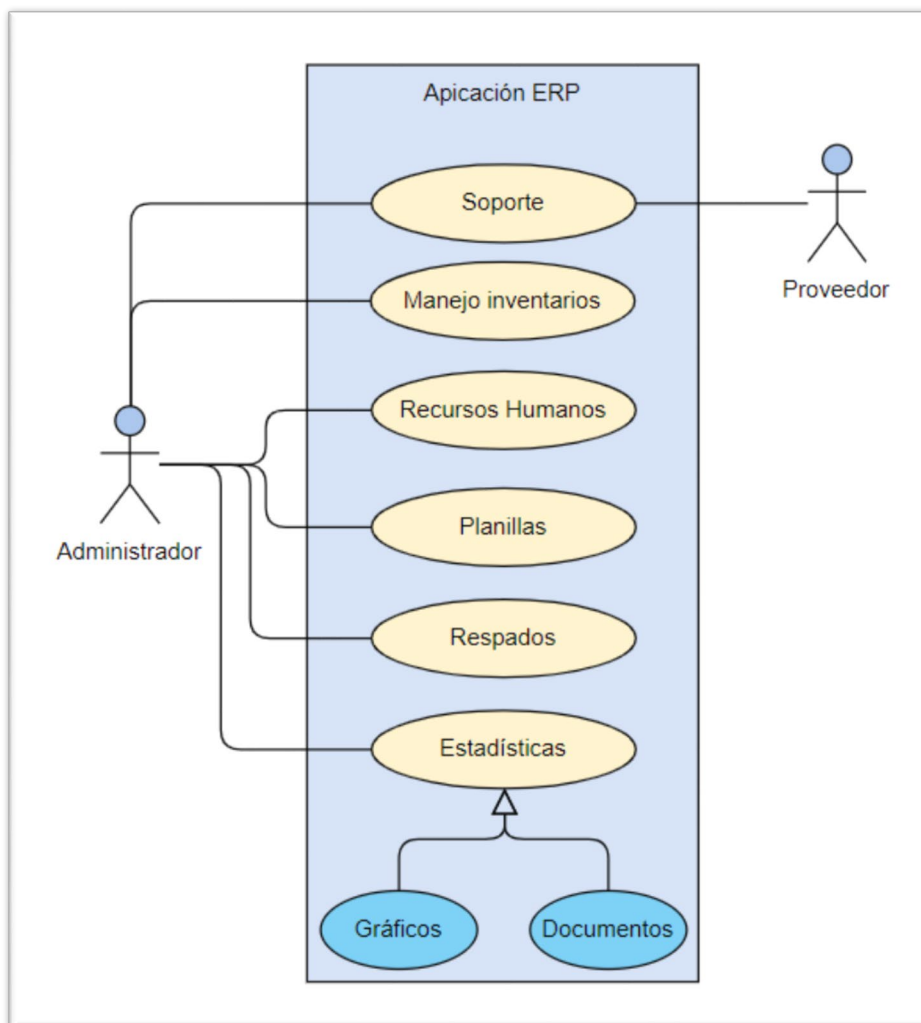 Apicación ERP
Soporte
Proveedor
Manejo inventarios
Recursos Humanos
Administrador
Planillas
Respados
Estadísticas
Gráficos
Documentos